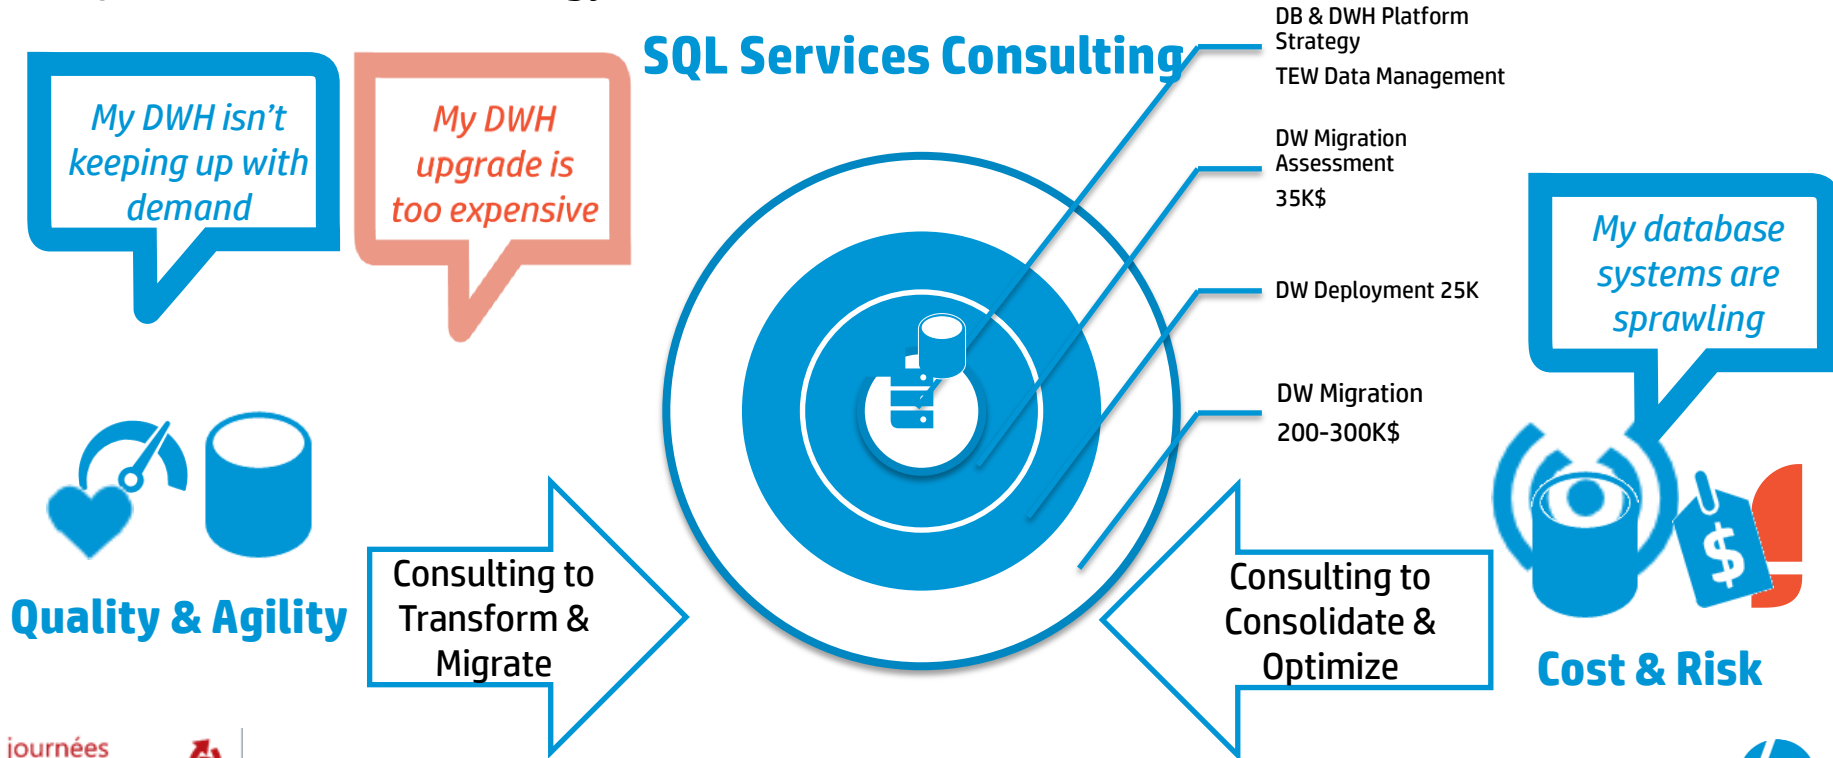 SQL Services Consulting
DB & DWH Platform
Strategy
TEW Data Management
My DWH isn’t
keeping up with
demand
My DWH
upgrade is
too expensive
DW Migration
Assessment
35K$
My database
systems are
sprawling
DW Deployment 25K
DW Migration
200-300K$
$
Quality & Agility
Consulting to
Transform &
Migrate
Consulting to
Consolidate &
Optimize
Cost & Risk
journées